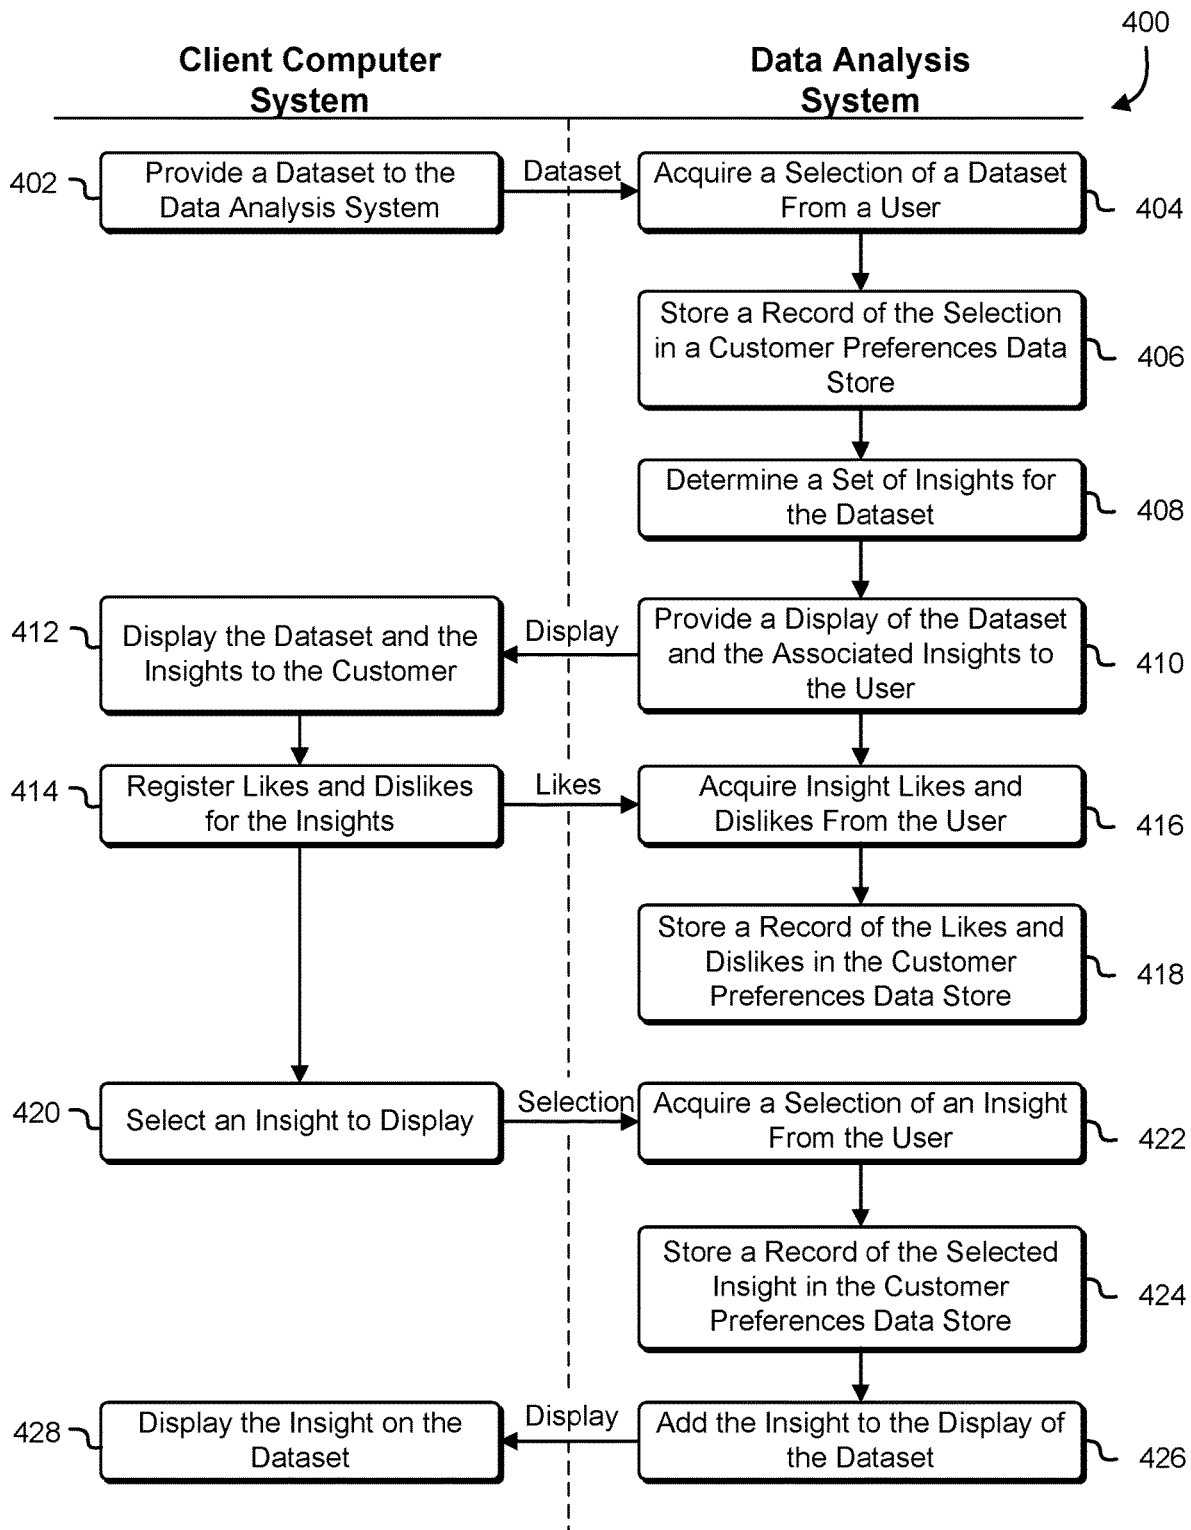 400
Client Computer
System
Data Analysis
System
402
Provide a Dataset to the
Data Analysis System
Dataset
Acquire a Selection of a Dataset
From a User
404
Store a Record of the Selection
in a Customer Preferences Data
Store
406
Determine a Set of Insights for
the Dataset
408
412
Display the Dataset and the
Insights to the Customer
Display
Provide a Display of the Dataset
and the Associated Insights to
the User
410
414
Register Likes and Dislikes
for the Insights
Likes
Acquire Insight Likes and
Dislikes From the User
416
Store a Record of the Likes and
Dislikes in the Customer
Preferences Data Store
418
420
Select an Insight to Display
Selection
Acquire a Selection of an Insight
From the User
422
Store a Record of the Selected
Insight in the Customer
Preferences Data Store
424
428
Display the Insight on the
Dataset
Display
Add the Insight to the Display of
the Dataset
426